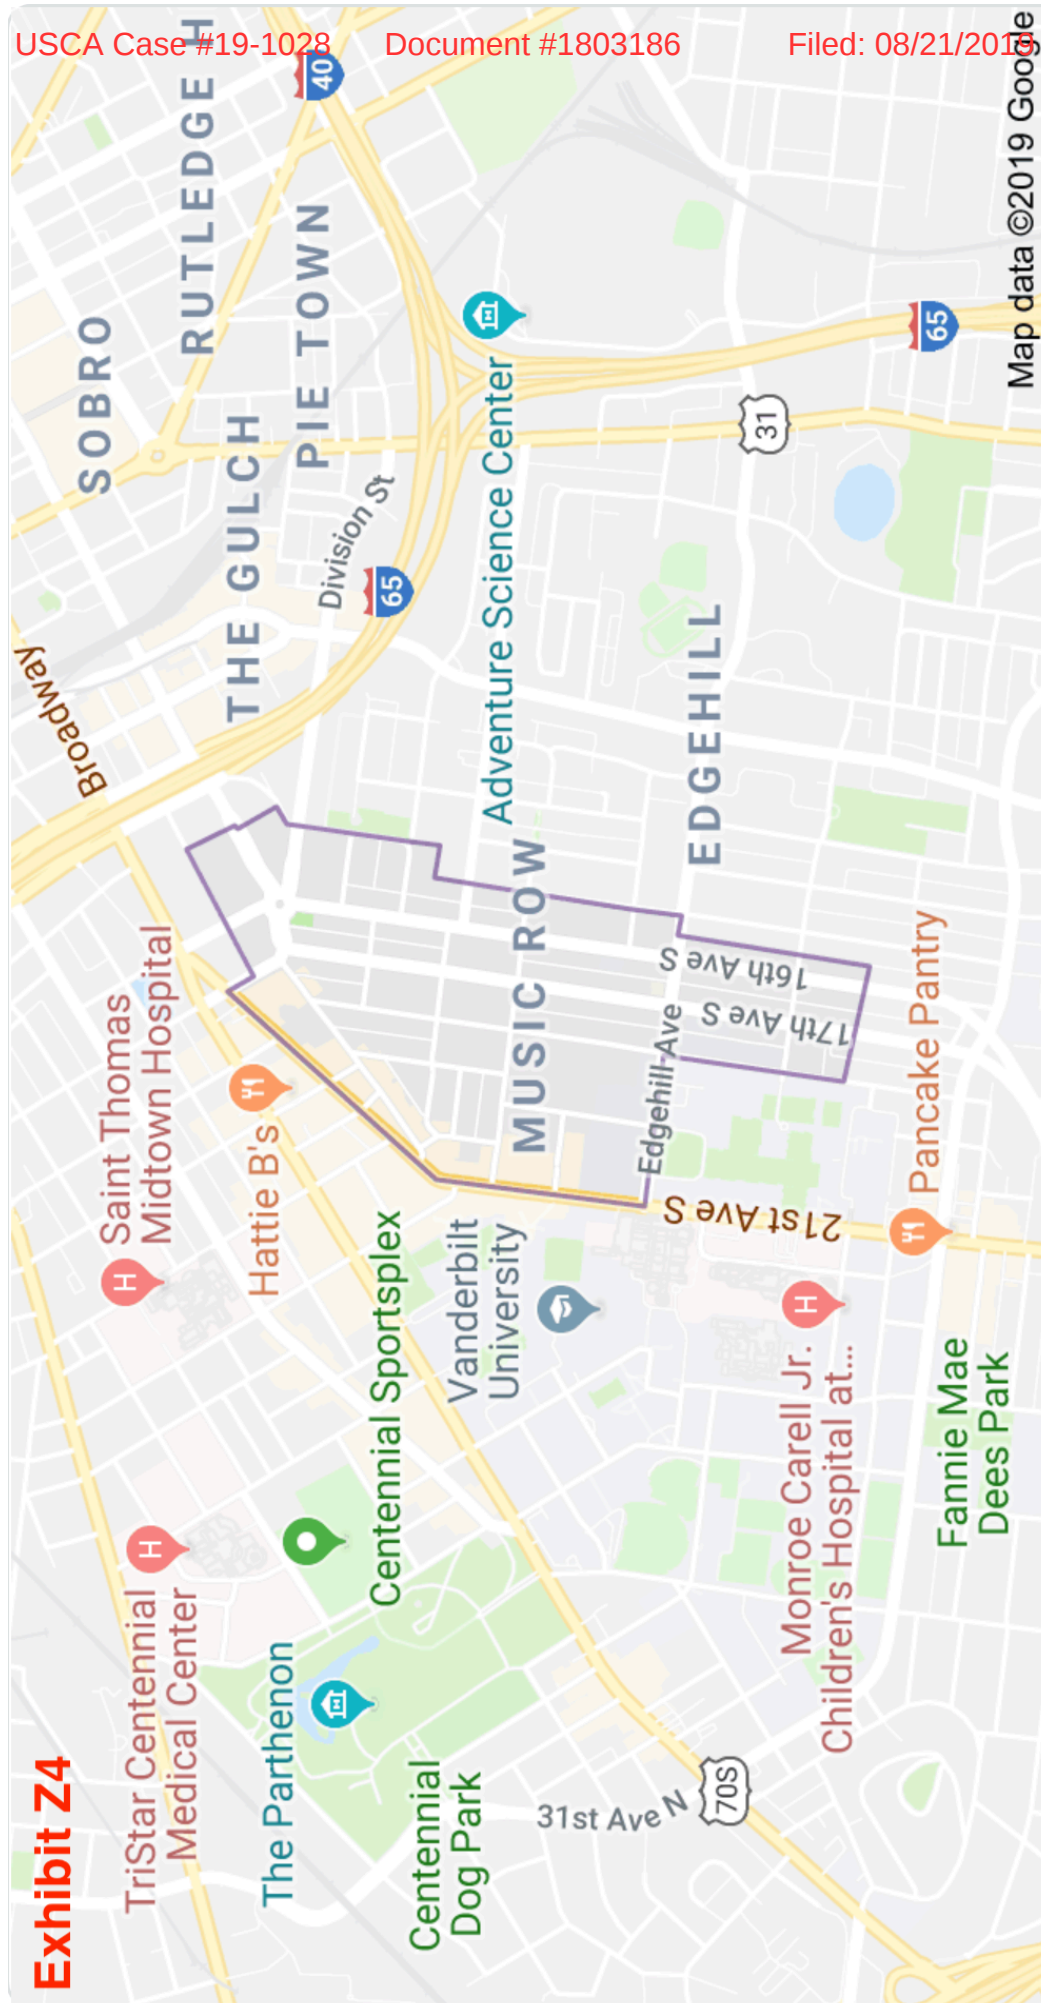 USCA Case #19-1028 Document #1803186 Filed: 08/21/2019
Exhibit Z4
TriStar Centennial
Medical Center
Saint Thomas
Midtown Hospital
Broadway
SOBRO
RUTLEDGE H
40
The Parthenon
Hattie B's
THE GULCH
PIE TOWN
Division St
65
Centennial Sportsplex
Centennial
Dog Park
Vanderbilt
University
MUSIC ROW
Adventure Science Center
31st Ave N
70S
Edgehill Ave
16th Ave S
17th Ave S
21st Ave S
EDGEHILL
31
65
Monroe Carell Jr.
Children's Hospital at...
Pancake Pantry
Fannie Mae
Dees Park
Map data ©2019 Google